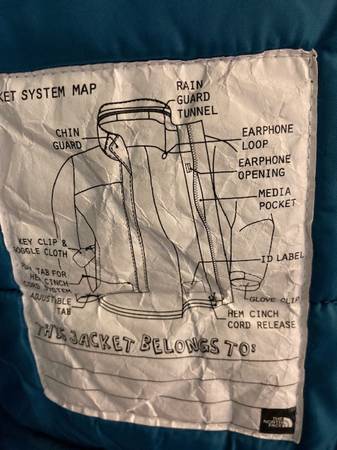 KET SYSTEM MAP
RAIN
GUARD
TUNNEL
CHIN
GUARD
EARPHONE
LOOP
EARPHONE
OPENING
MEDIA
POCKET
KEY CLIP &
GOGGLE CLOTH
TAB FOR
HEM CINCH
CORD SYSTEM
ADJUSTABLE
TAB
ID LABEL
GLOVE CLIP
HEM CINCH
CORD RELEASE
THIS JACKET BELONGS TO:
THE
NORTH
FACE